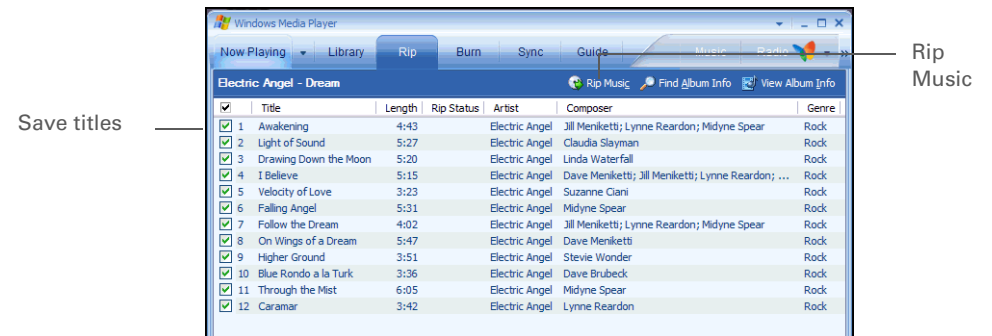 Windows Media Player
Now Playing Library Rip Burn Sync Guide Music Radio
Rip Music
Electric Angel - Dream Rip Music Find Album Info View Album Info
Title Length Rip Status Artist Composer Genre
Save titles
1 Awakening 4:43 Electric Angel Jill Meniketti; Lynne Reardon; Midyne Spear Rock
2 Light of Sound 5:27 Electric Angel Claudia Slayman Rock
3 Drawing Down the Moon 5:20 Electric Angel Linda Waterfall Rock
4 I Believe 5:15 Electric Angel Dave Meniketti; Jill Meniketti; Lynne Reardon; ... Rock
5 Velocity of Love 3:23 Electric Angel Suzanne Ciani Rock
6 Falling Angel 5:31 Electric Angel Midyne Spear Rock
7 Follow the Dream 4:02 Electric Angel Jill Meniketti; Lynne Reardon; Midyne Spear Rock
8 On Wings of a Dream 5:47 Electric Angel Dave Meniketti Rock
9 Higher Ground 3:51 Electric Angel Stevie Wonder Rock
10 Blue Rondo a la Turk 3:36 Electric Angel Dave Brubeck Rock
11 Through the Mist 6:05 Electric Angel Midyne Spear Rock
12 Caramar 3:42 Electric Angel Lynne Reardon Rock